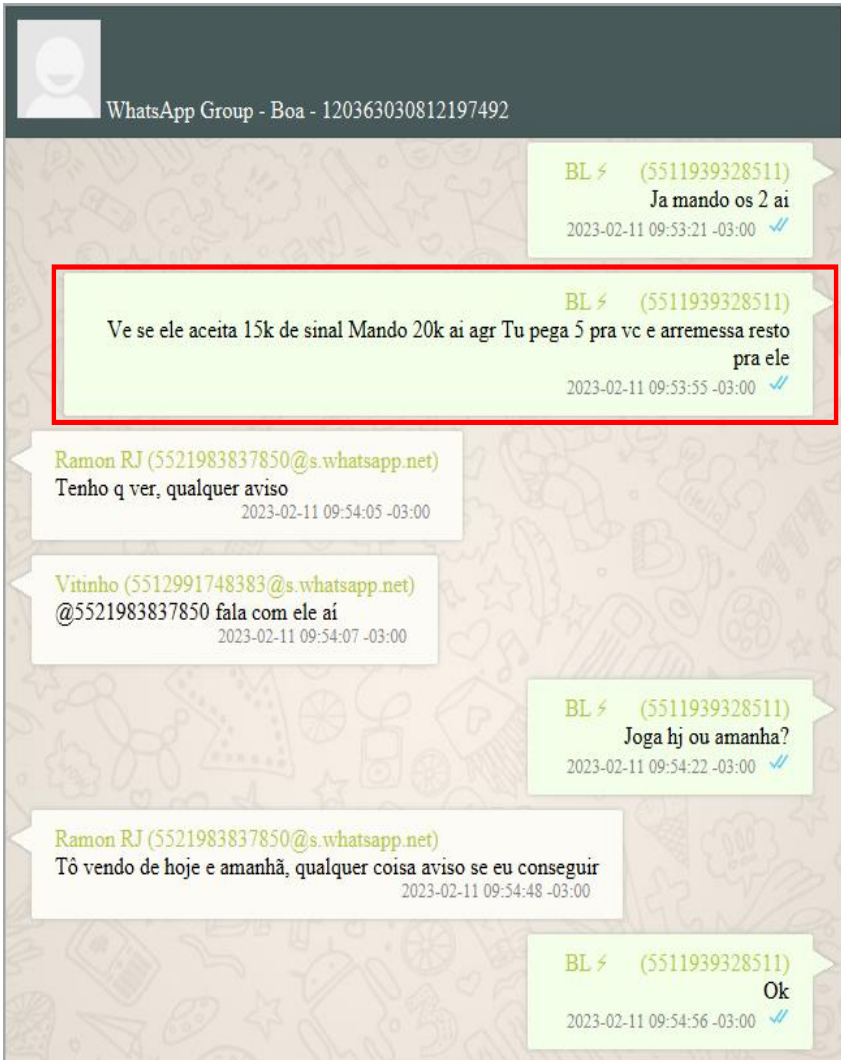 WhatsApp Group - Boa - 120363030812197492
BL⚡ (5511939328511)
Ja mando os 2 ai
2023-02-11 09:53:21 -03:00
BL⚡ (5511939328511)
Ve se ele aceita 15k de sinal Mando 20k ai agr Tu pega 5 pra vc e arremessa resto
pra ele
2023-02-11 09:53:55 -03:00
Ramon RJ (5521983837850@s.whatsapp.net)
Tenho q ver, qualquer aviso
2023-02-11 09:54:05 -03:00
Vitinho (5512991748383@s.whatsapp.net)
@5521983837850 fala com ele aí
2023-02-11 09:54:07 -03:00
BL⚡ (5511939328511)
Joga hj ou amanha?
2023-02-11 09:54:22 -03:00
Ramon RJ (5521983837850@s.whatsapp.net)
Tô vendo de hoje e amanhã, qualquer coisa aviso se eu conseguir
2023-02-11 09:54:48 -03:00
BL⚡ (5511939328511)
Ok
2023-02-11 09:54:56 -03:00